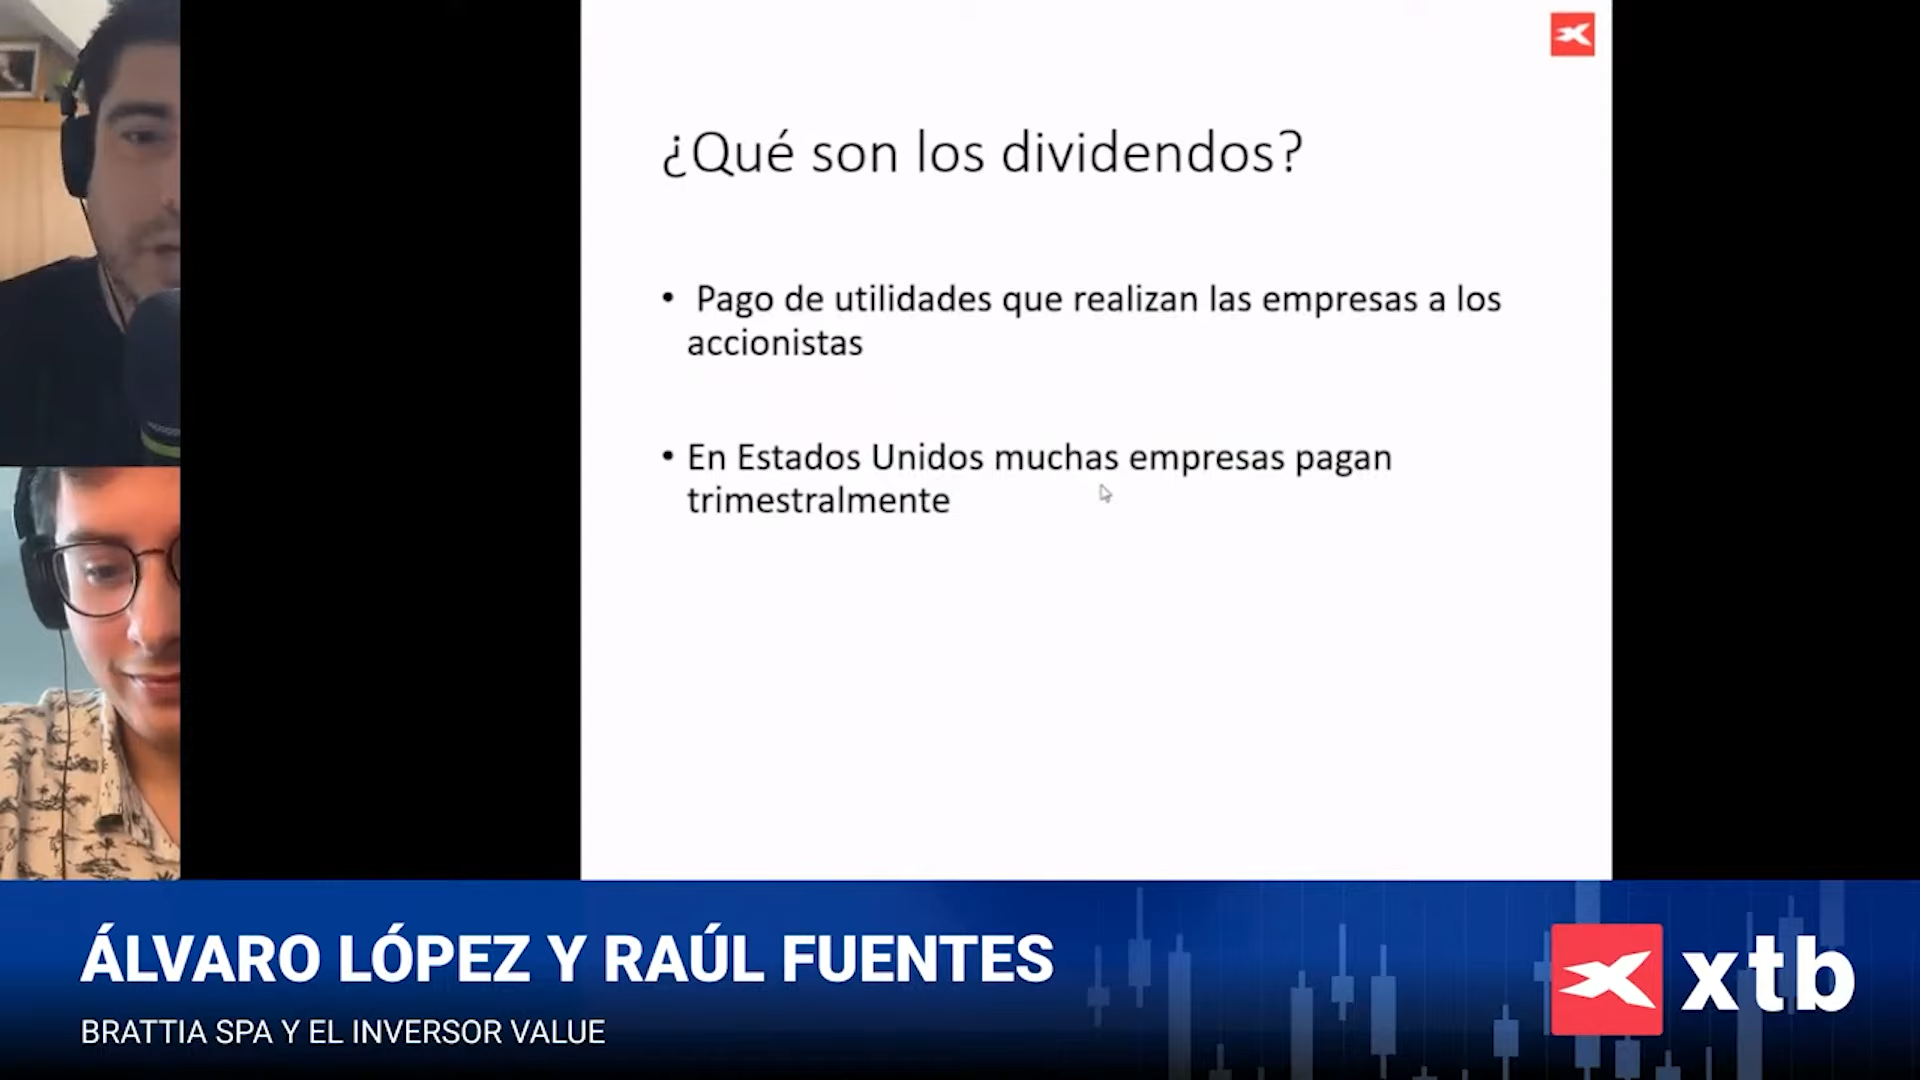 ¿Qué son los dividendos?
• Pago de utilidades que realizan las empresas a los
accionistas
• En Estados Unidos muchas empresas pagan
trimestralmente
ÁLVARO LÓPEZ Y RAÚL FUENTES
BRATTIA SPA Y EL INVERSOR VALUE
xtb